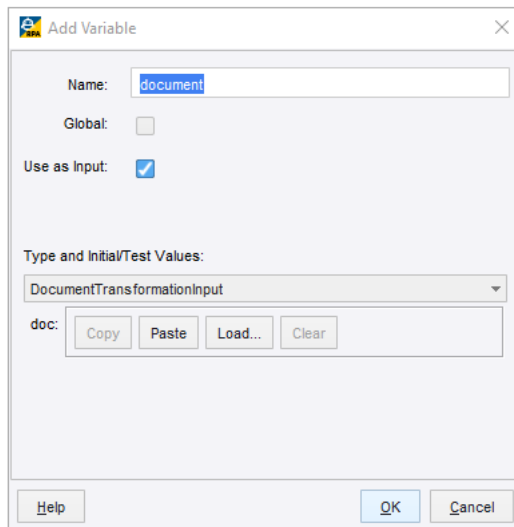 RPA Add Variable
Name: document
Global:
Use as Input:
Type and Initial/Test Values:
DocumentTransformationInput
doc: Copy Paste Load... Clear
Help OK Cancel